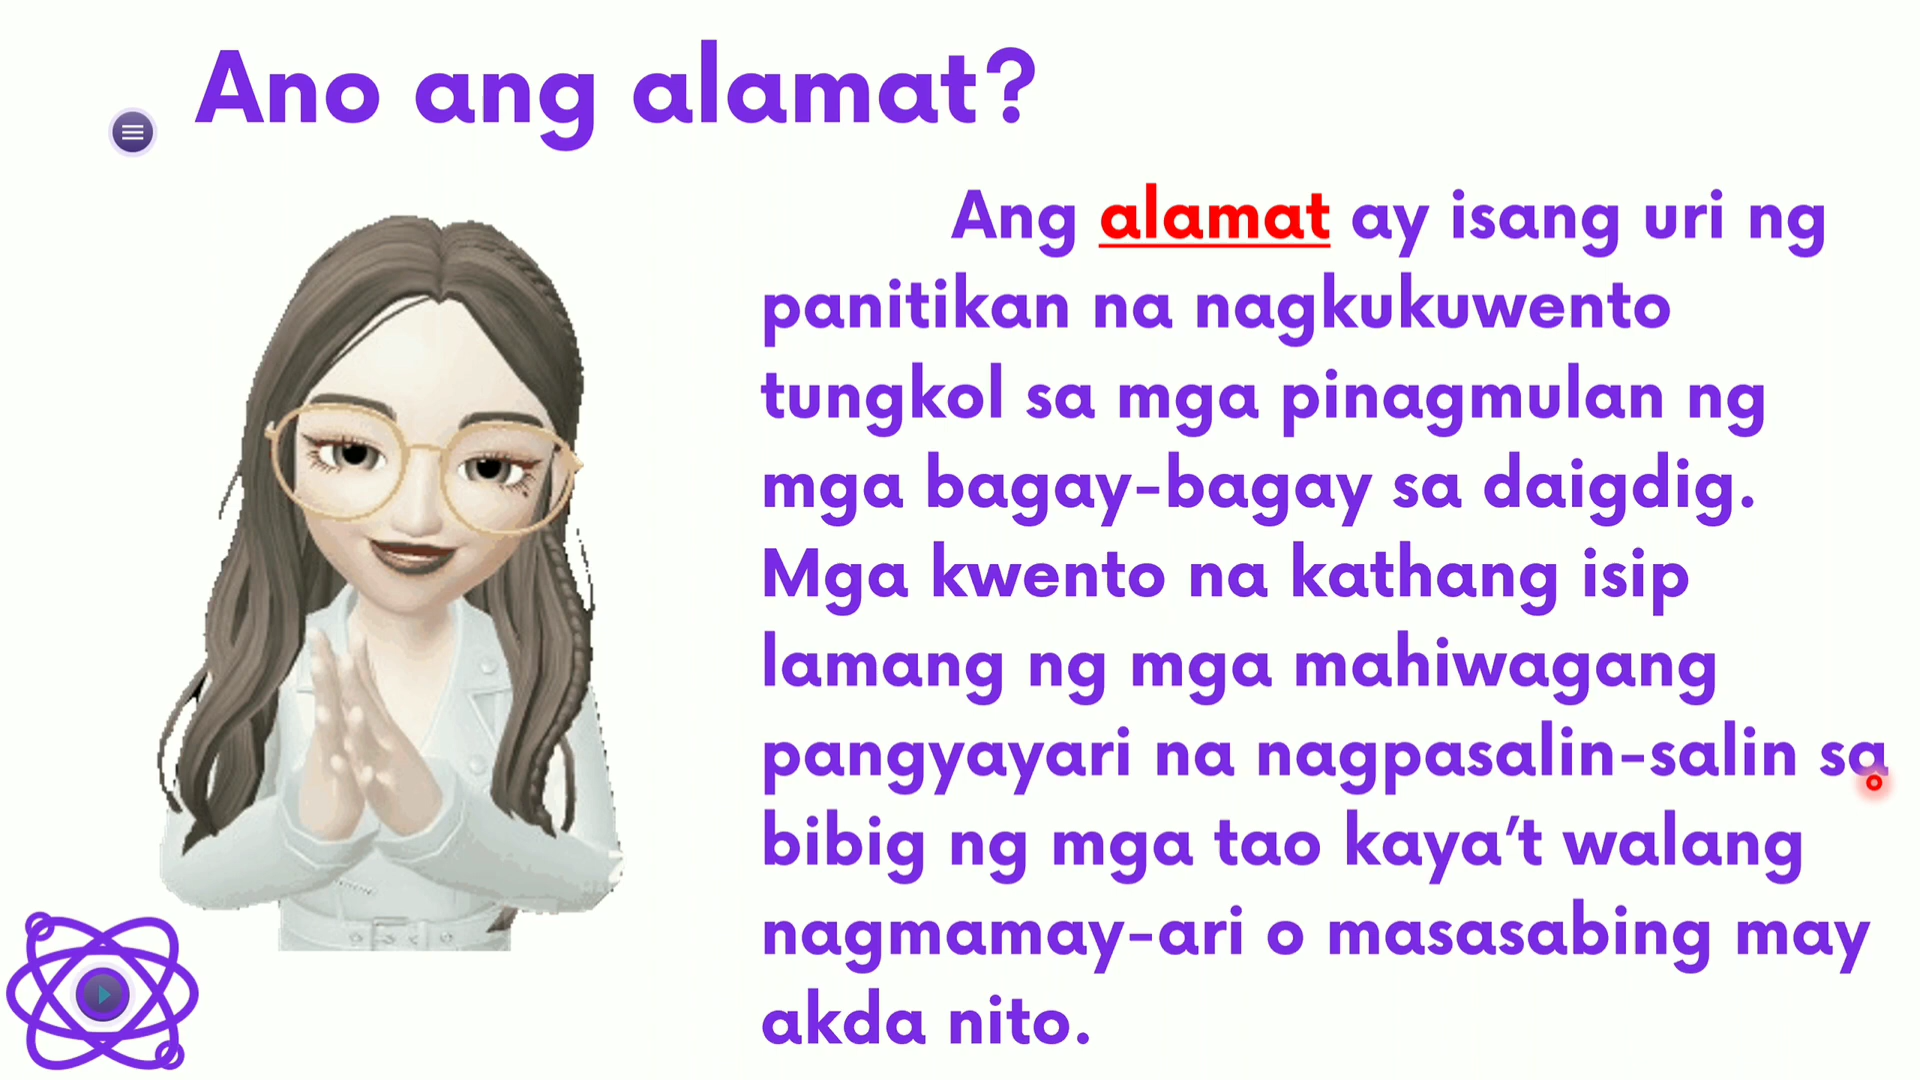 Ano ang alamat?
Ang alamat ay isang uri ng
panitikan na nagkukuwento
tungkol sa mga pinagmulan ng
mga bagay-bagay sa daigdig.
Mga kwento na kathang isip
lamang ng mga mahiwagang
pangyayari na nagpasalin-salin sa
bibig ng mga tao kaya't walang
nagmamay-ari o masasabing may
akda nito.